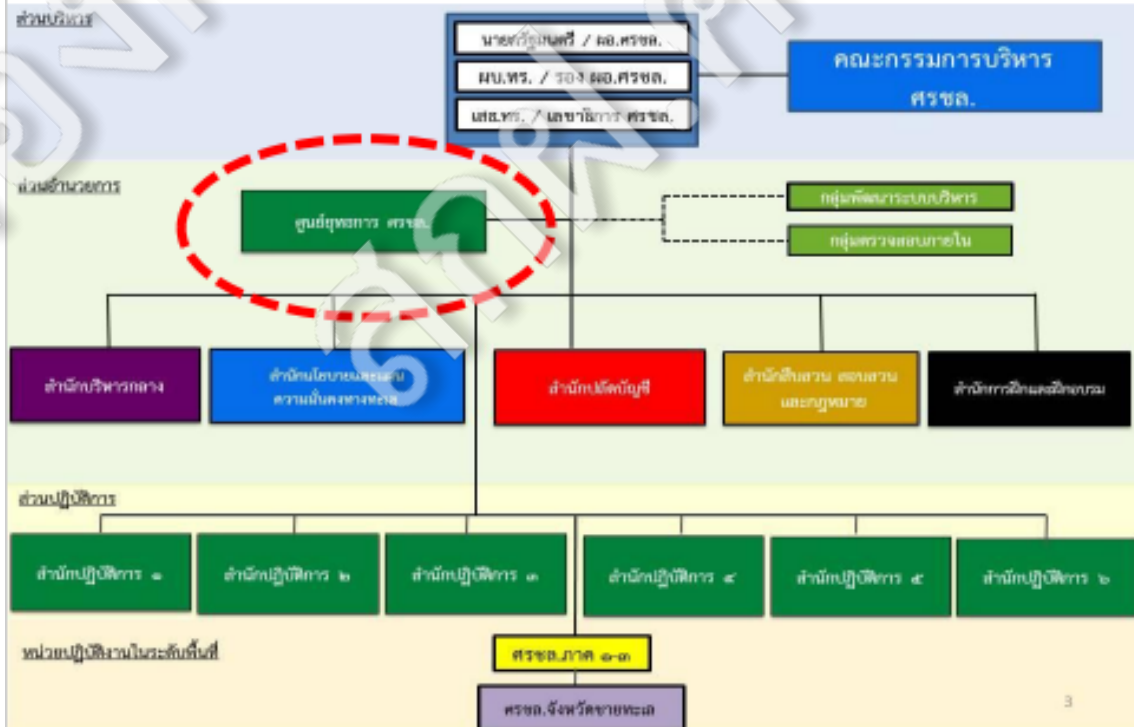 ส่วนบริหาร
นายกรัฐมนตรี / ผอ.ศรชล.
ผบ.ทร. / รอง ผอ.ศรชล.
เสธ.ทร. / เลขาธิการ ศรชล.
คณะกรรมการบริหาร
ศรชล.
ส่วนอำนวยการ
ศูนย์ยุทธการ ศรชล.
กลุ่มพัฒนาระบบบริหาร
กลุ่มตรวจสอบภายใน
สำนักบริหารกลาง
สำนักนโยบายและแผน
ความมั่นคงทางทะเล
สำนักปลัดบัญชี
สำนักสืบสวน สอบสวน
และกฎหมาย
สำนักการฝึกและฝึกอบรม
ส่วนปฏิบัติการ
สำนักปฏิบัติการ ๑
สำนักปฏิบัติการ ๒
สำนักปฏิบัติการ ๓
สำนักปฏิบัติการ ๔
สำนักปฏิบัติการ ๕
สำนักปฏิบัติการ ๖
หน่วยปฏิบัติงานในระดับพื้นที่
ศรชล.ภาค ๑-๓
ศรชล.จังหวัดชายทะเล
3